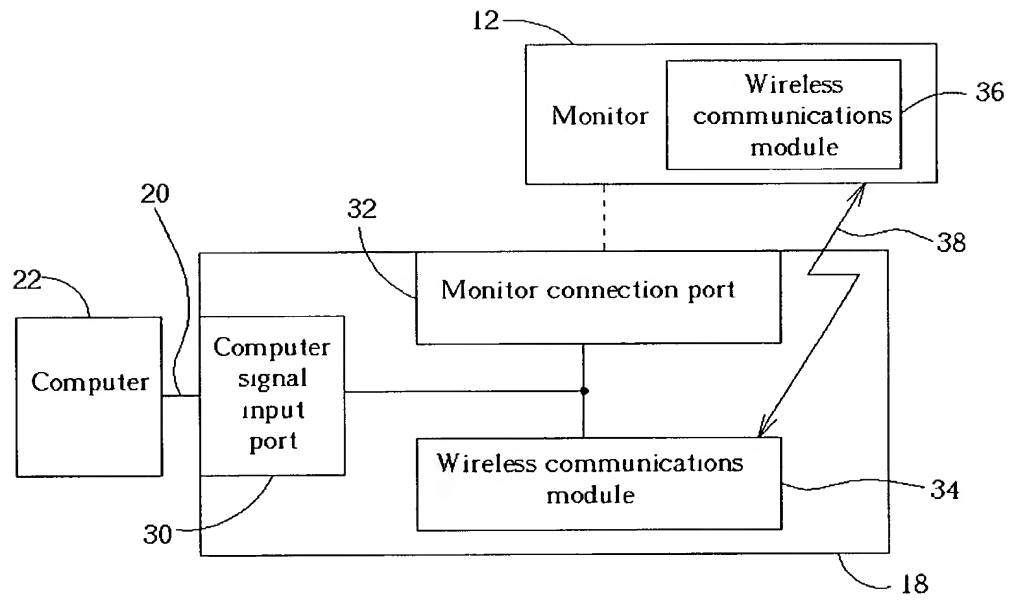 12
Monitor
Wireless
communications
module
36
20
32
38
22
Monitor connection port
Computer
Computer
signal
input
port
Wireless communications
module
34
30
18